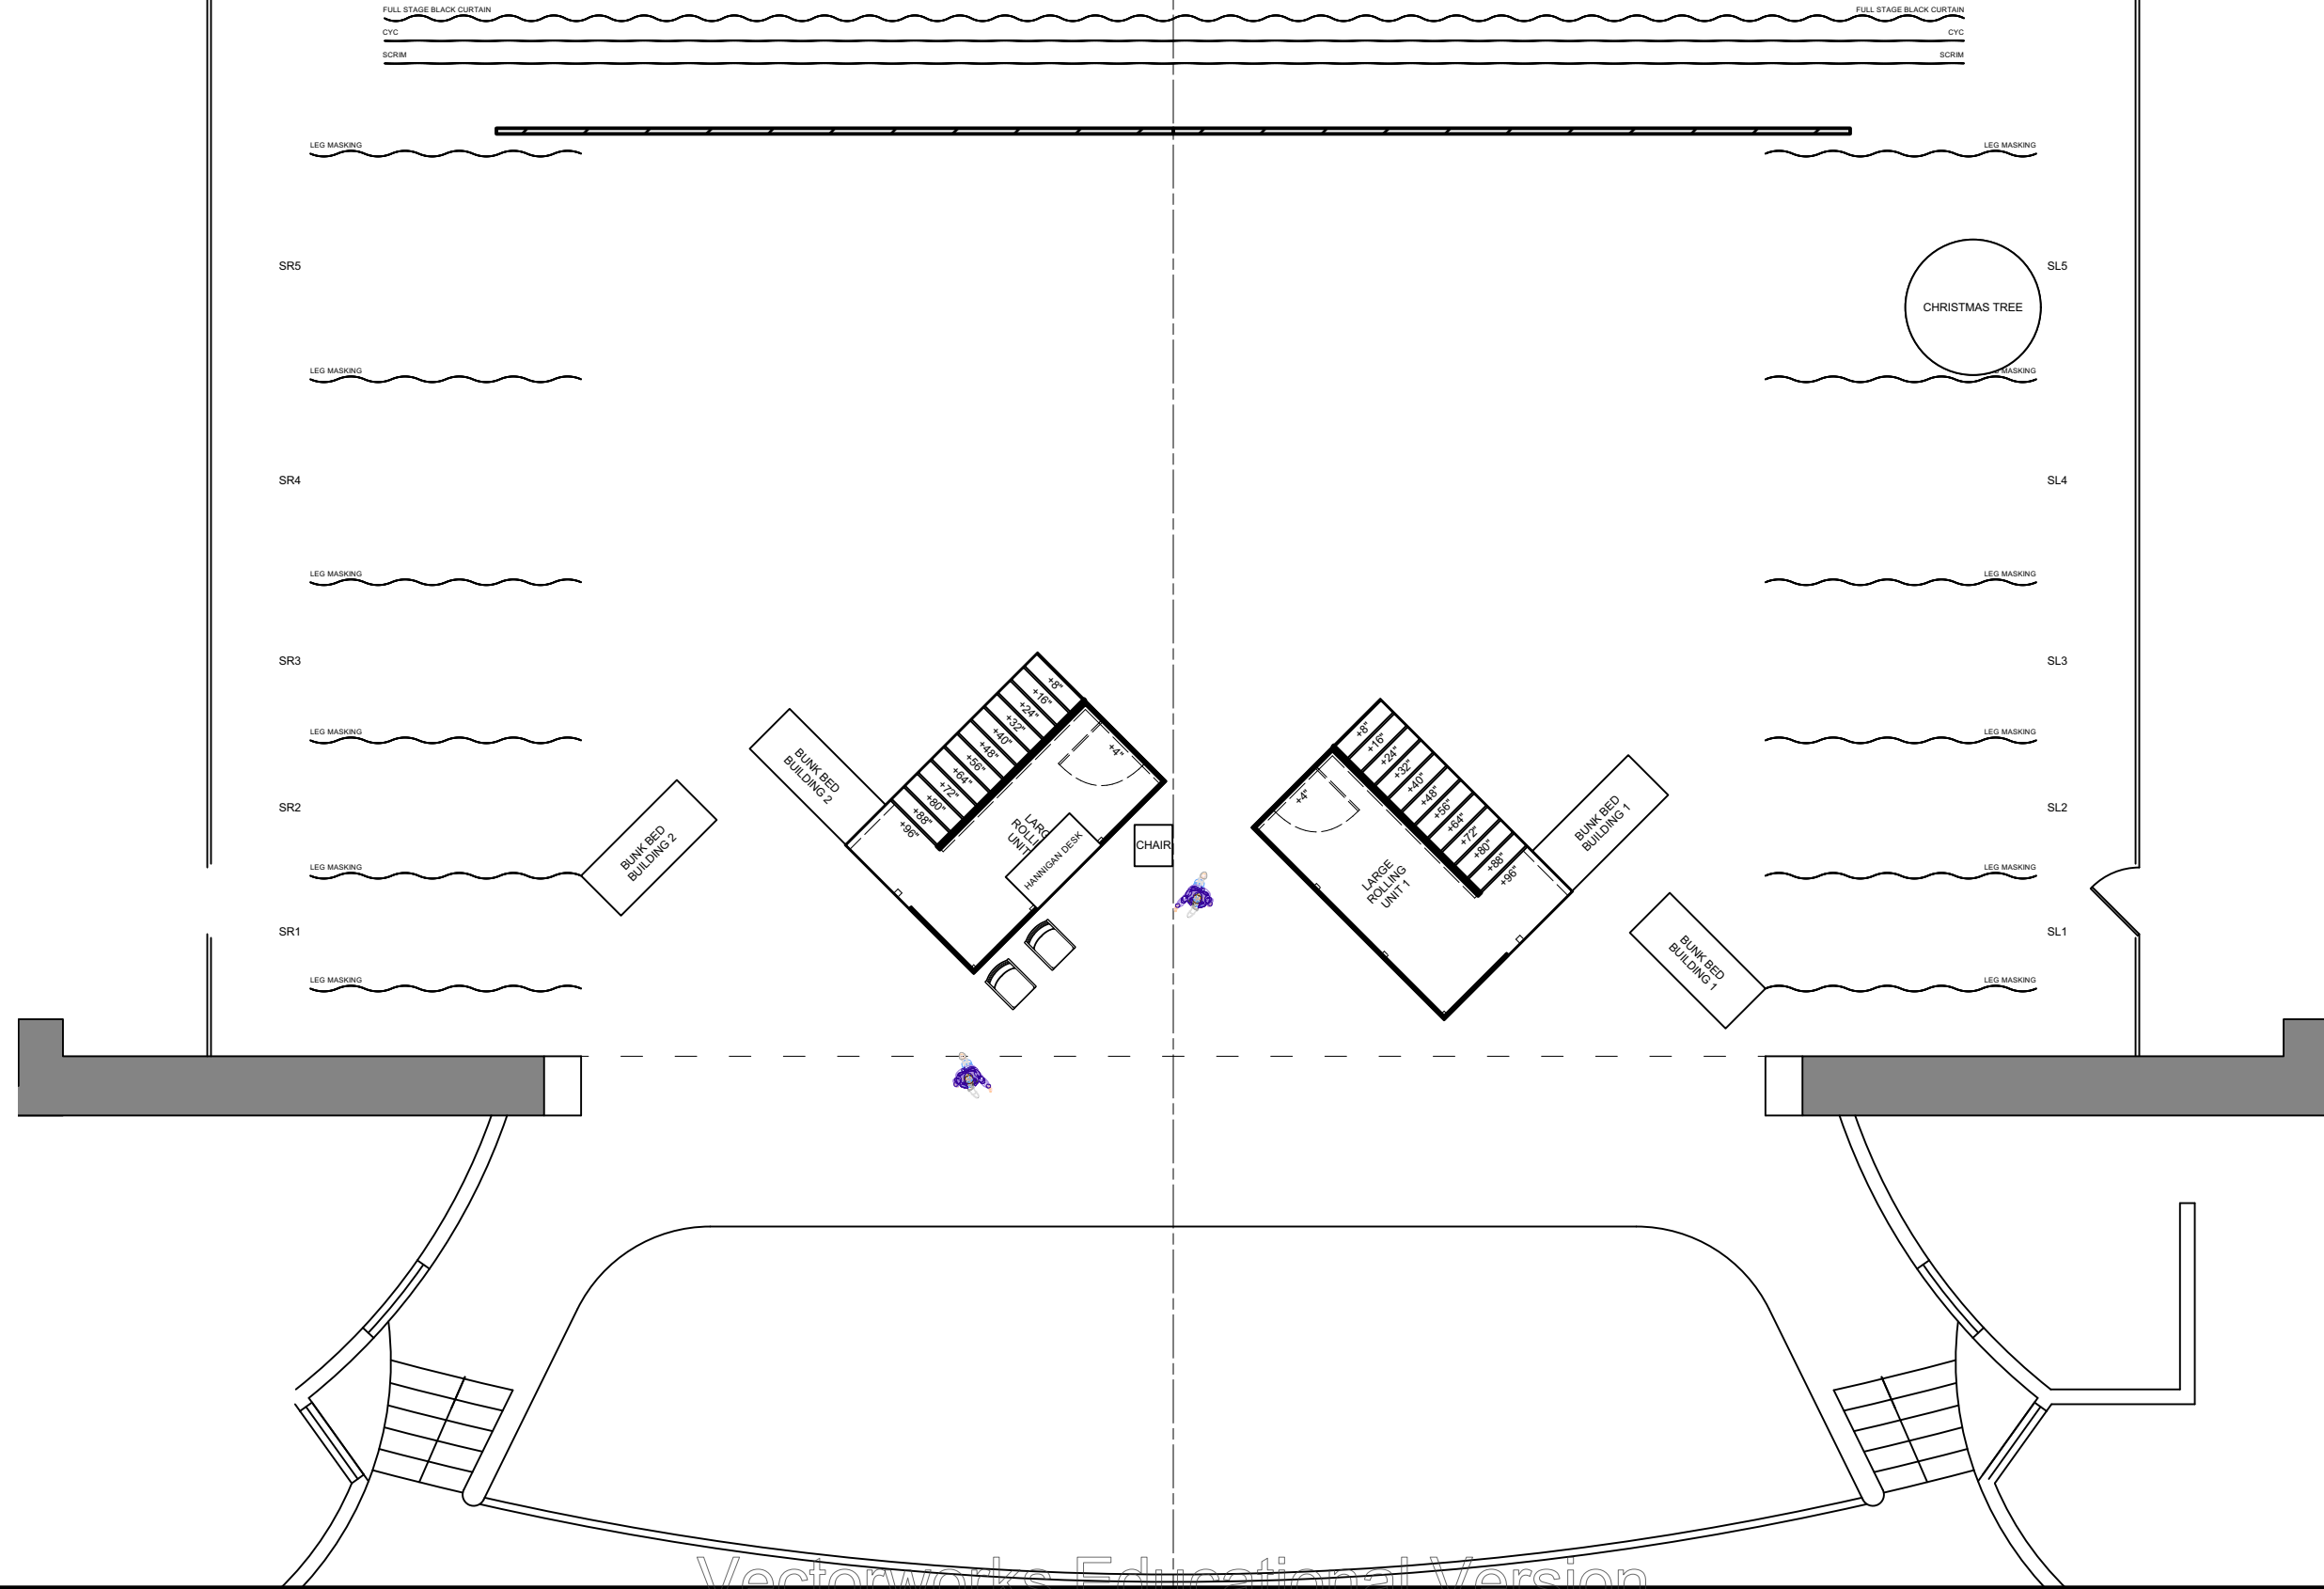 FULL STAGE BLACK CURTAIN
FULL STAGE BLACK CURTAIN
CYC
CYC
SCRIM
SCRIM
LEG MASKING
LEG MASKING
SR5
SL5
CHRISTMAS TREE
LEG MASKING
MASKING
SR4
SL4
LEG MASKING
LEG MASKING
SR3
SL3
LEG MASKING
LEG MASKING
+8"
+16"
+24"
+32"
+40"
+48"
+56"
+64"
+72"
+80"
+88"
+96"
+4"
+8"
+16"
+24"
+32"
+40"
+48"
+56"
+64"
+72"
+80"
+88"
+96"
+4"
BUNK BED
BUILDING 2
BUNK BED
BUILDING 1
SR2
SL2
BUNK BED
BUILDING 2
LARG
ROLLI
UNIT
HANNIGAN DESK
CHAIR
LARGE
ROLLING
UNIT 1
LEG MASKING
LEG MASKING
SR1
SL1
BUNK BED
BUILDING 1
LEG MASKING
LEG MASKING
Vectorworks Educational Version